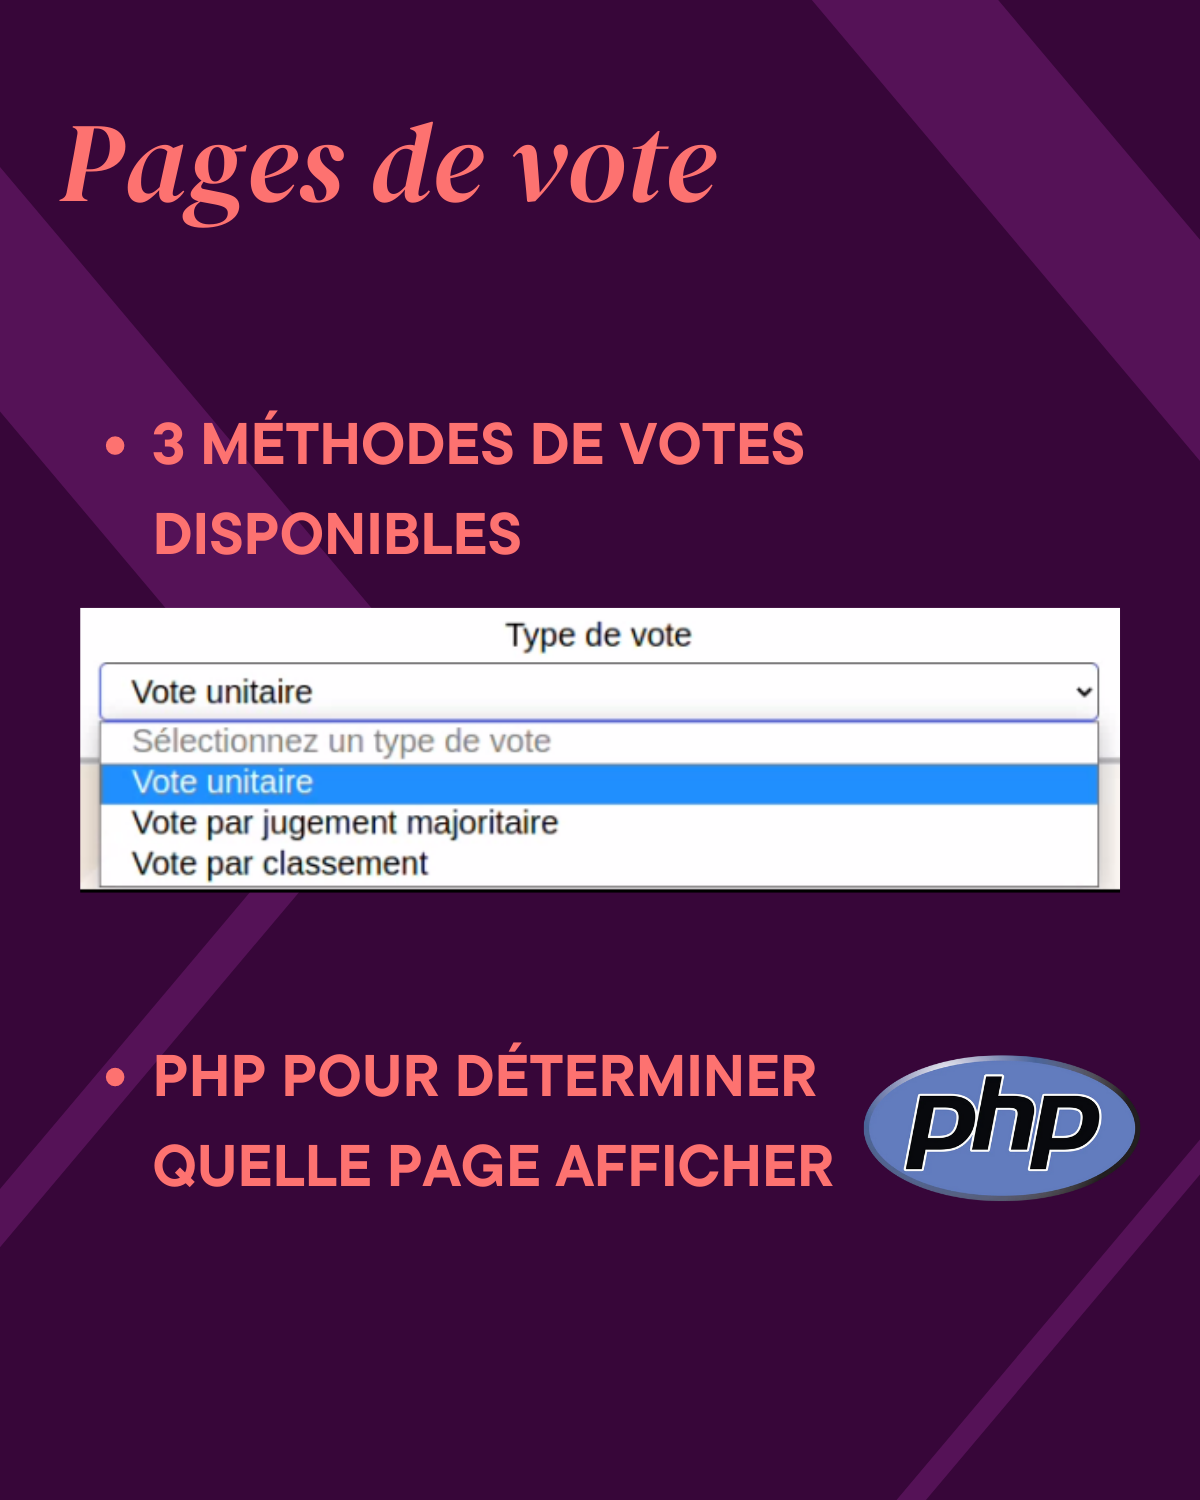 Pages de vote
• 3 MÉTHODES DE VOTES
DISPONIBLES
Type de vote
Vote unitaire
Sélectionnez un type de vote
Vote unitaire
Vote par jugement majoritaire
Vote par classement
• PHP POUR DÉTERMINER
QUELLE PAGE AFFICHER
php